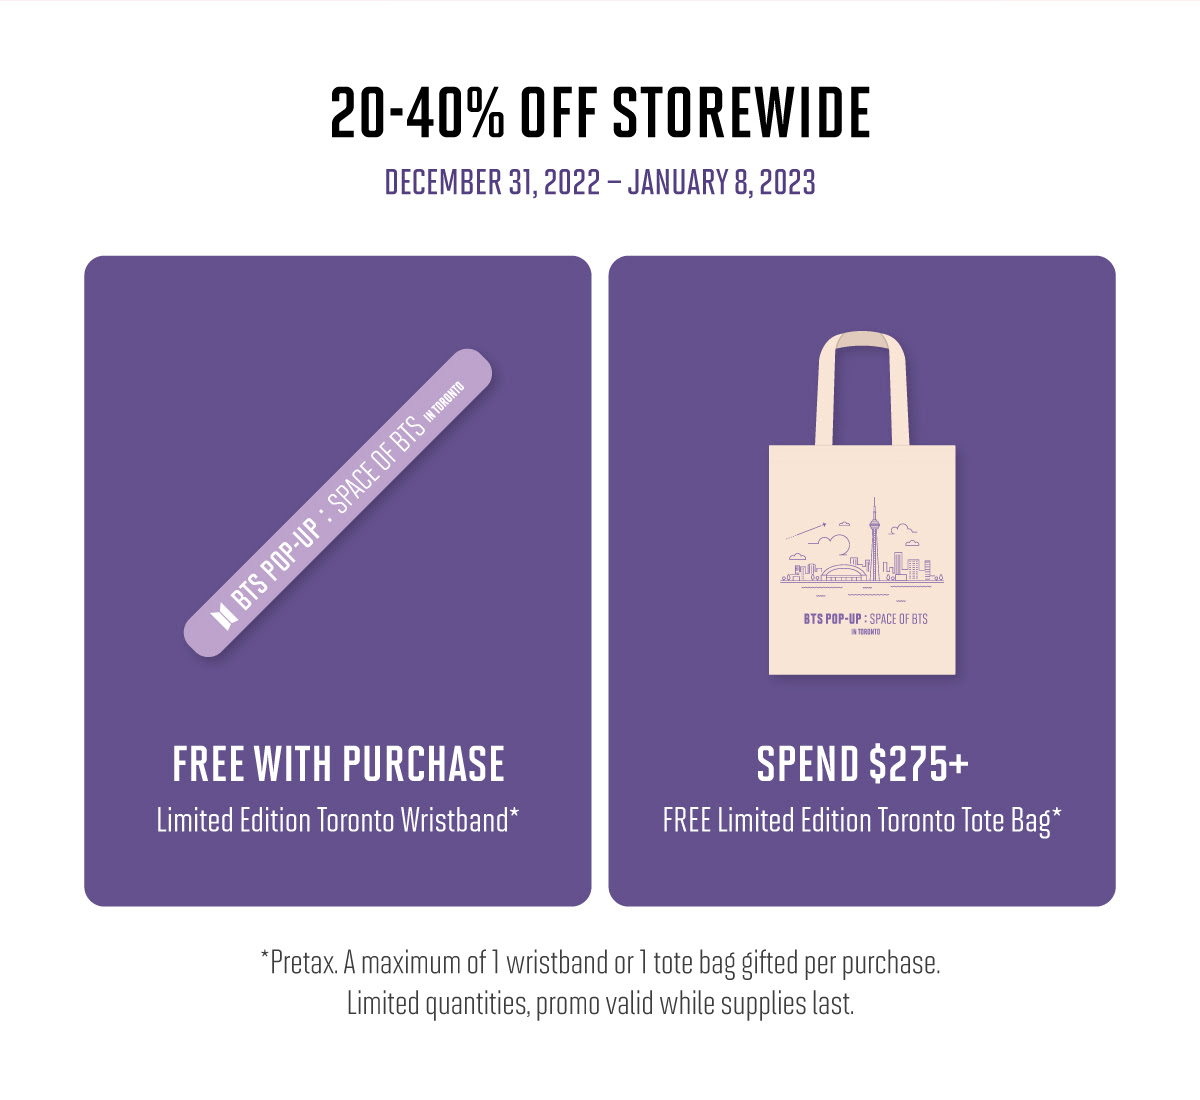 20-40% OFF STOREWIDE
DECEMBER 31, 2022 – JANUARY 8, 2023
BTS POP-UP : SPACE OF BTS IN TORONTO
FREE WITH PURCHASE
Limited Edition Toronto Wristband*
BTS POP-UP : SPACE OF BTS
IN TORONTO
SPEND $275+
FREE Limited Edition Toronto Tote Bag*
*Pretax. A maximum of 1 wristband or 1 tote bag gifted per purchase.
Limited quantities, promo valid while supplies last.